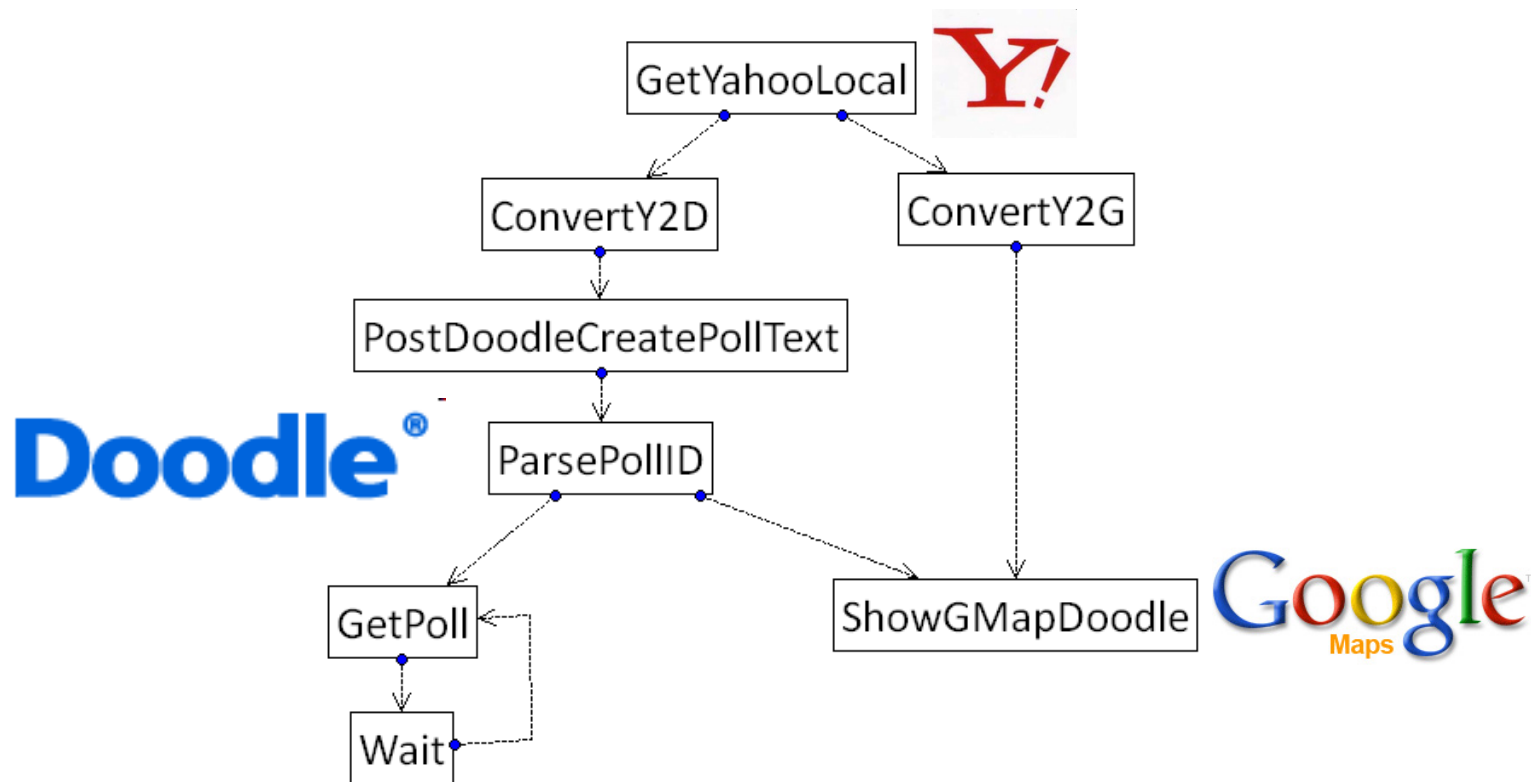 GetYahooLocal
Y!
ConvertY2D
ConvertY2G
PostDoodleCreatePollText
Doodle®
ParsePollID
GetPoll
ShowGMapDoodle
Google
Maps
Wait